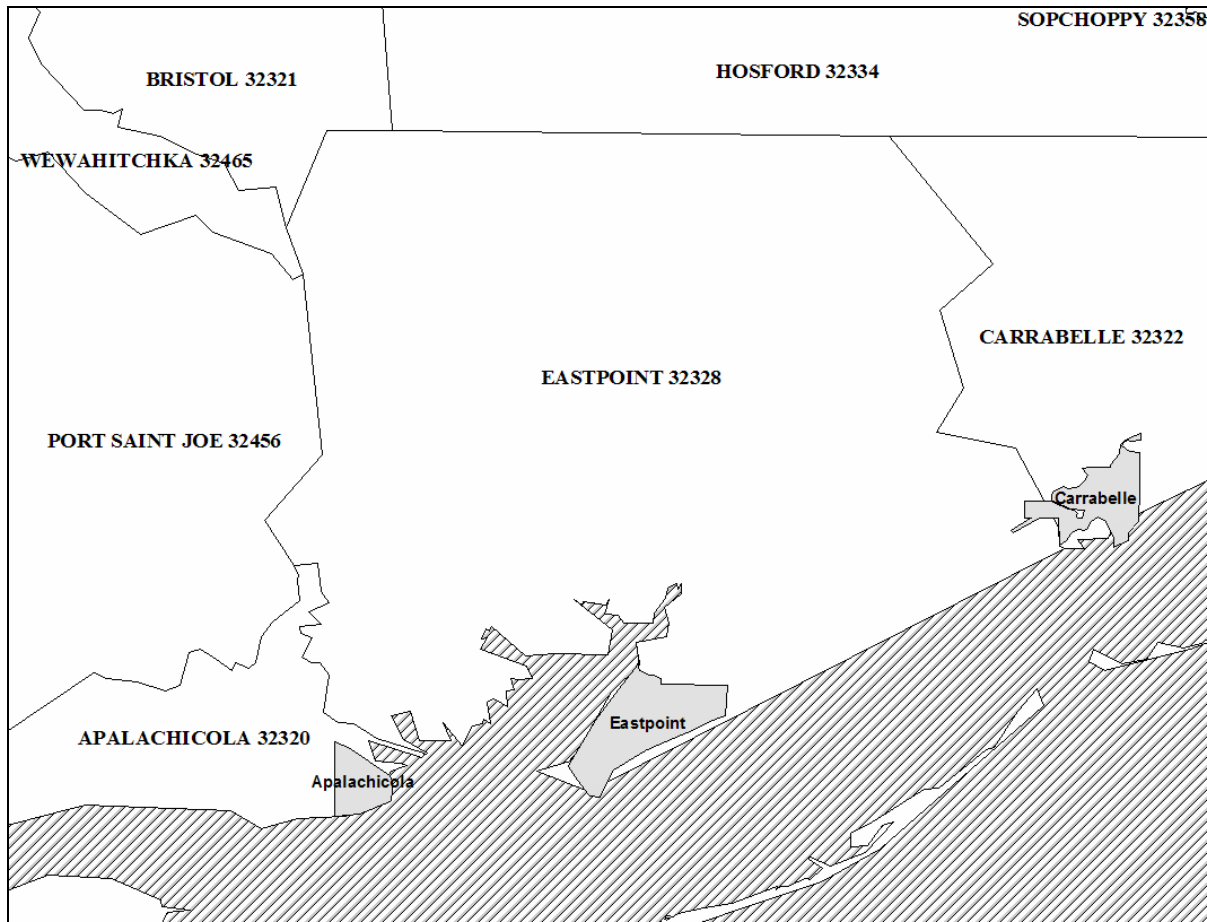 SOPCHOPPY 32358
HOSFORD 32334
BRISTOL 32321
WEWAHITCHKA 32465
CARRABELLE 32322
EASTPOINT 32328
PORT SAINT JOE 32456
Carrabelle
Eastpoint
APALACHICOLA 32320
Apalachicola